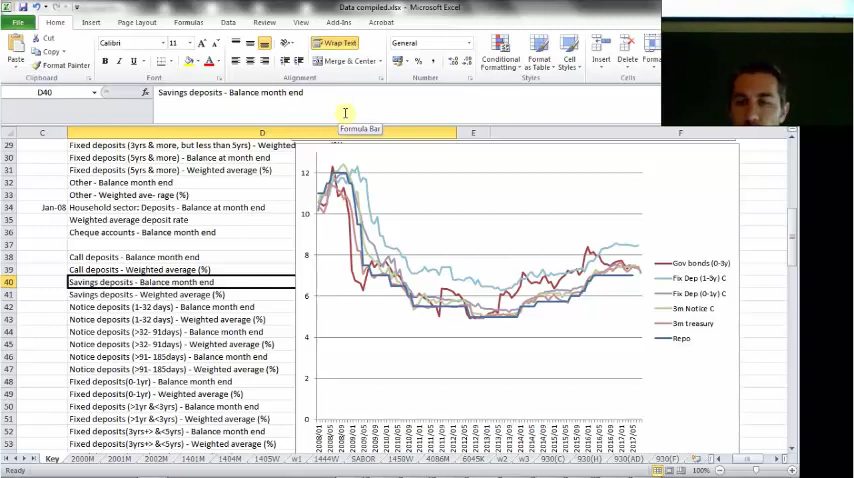 Data compiled.xlsx - Microsoft Excel
File Home Insert Page Layout Formulas Data Review View Add-Ins Acrobat
Cut
Copy
Format Painter
Paste
Clipboard
Calibri 11
B I U
Font
Wrap Text
Merge & Center
Alignment
General
Number
Conditional Formatting
Format as Table
Cell Styles
Styles
Insert Delete
D40 fx Savings deposits - Balance month end
Formula Bar
C D E F
29 Fixed deposits (3yrs & more, but less than 5yrs) - Weighted
30 Fixed deposits (5yrs & more) - Balance at month end
31 Fixed deposits (5yrs & more) - Weighted average (%)
32 Other - Balance month end
33 Other - Weighted ave- rage (%)
34 Jan-08 Household sector: Deposits - Balance at month end
35 Weighted average deposit rate
36 Cheque accounts - Balance month end
37
38 Call deposits - Balance month end
39 Call deposits - Weighted average (%)
40 Savings deposits - Balance month end
41 Savings deposits - Weighted average (%)
42 Notice deposits (1-32 days) - Balance month end
43 Notice deposits (1-32days) - Weighted average (%)
44 Notice deposits (>32- 91days) - Balance month end
45 Notice deposits (>32- 91days) - Weighted average (%)
46 Notice deposits (>91- 185days) - Balance month end
47 Notice deposits (>91- 185days) - Weighted average (%)
48 Fixed deposits(0-1yr) - Balance month end
49 Fixed deposits(0-1yr) - Weighted average (%)
50 Fixed deposits (>1yr &<3yrs) - Balance month end
51 Fixed deposits (>1yr &<3yrs) - Weighted average (%)
52 Fixed deposits(3yrs+> &<5yrs) - Balance month end
53 Fixed deposits(3yrs+> &<5yrs) - Weighted average (%)
12
10
8
6
4
2
0
2008/01 2008/05 2008/09 2009/01 2009/05 2009/09 2010/01 2010/05 2010/09 2011/01 2011/05 2011/09 2012/01 2012/05 2012/09 2013/01 2013/05 2013/09 2014/01 2014/05 2014/09 2015/01 2015/05 2015/09 2016/01 2016/05 2016/09 2017/01 2017/05
Gov bonds (0-3y)
Fix Dep (1-3y) C
Fix Dep (0-1y) C
3m Notice C
3m treasury
Repo
Key 2000M 2001M 2002M 1401M 1404M 1405W w1 1444W SABOR 1450W 4086M 6045K w2 w3 930(C) 930(H) 930(AD) 930(F)
Ready 100%